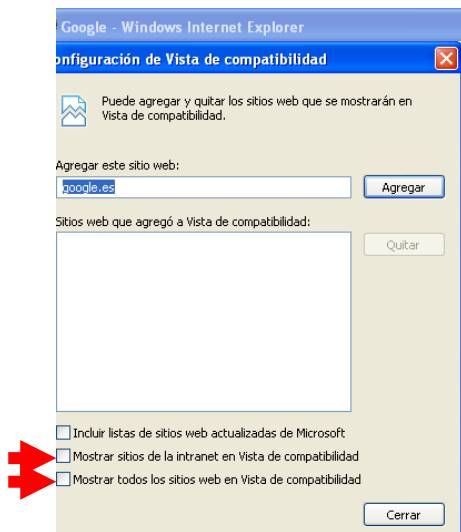 Google - Windows Internet Explorer
onfiguración de Vista de compatibilidad
Puede agregar y quitar los sitios web que se mostrarán en
Vista de compatibilidad.
Agregar este sitio web:
google.es
Agregar
Sitios web que agregó a Vista de compatibilidad:
Quitar
Incluir listas de sitios web actualizadas de Microsoft
Mostrar sitios de la intranet en Vista de compatibilidad
Mostrar todos los sitios web en Vista de compatibilidad
Cerrar